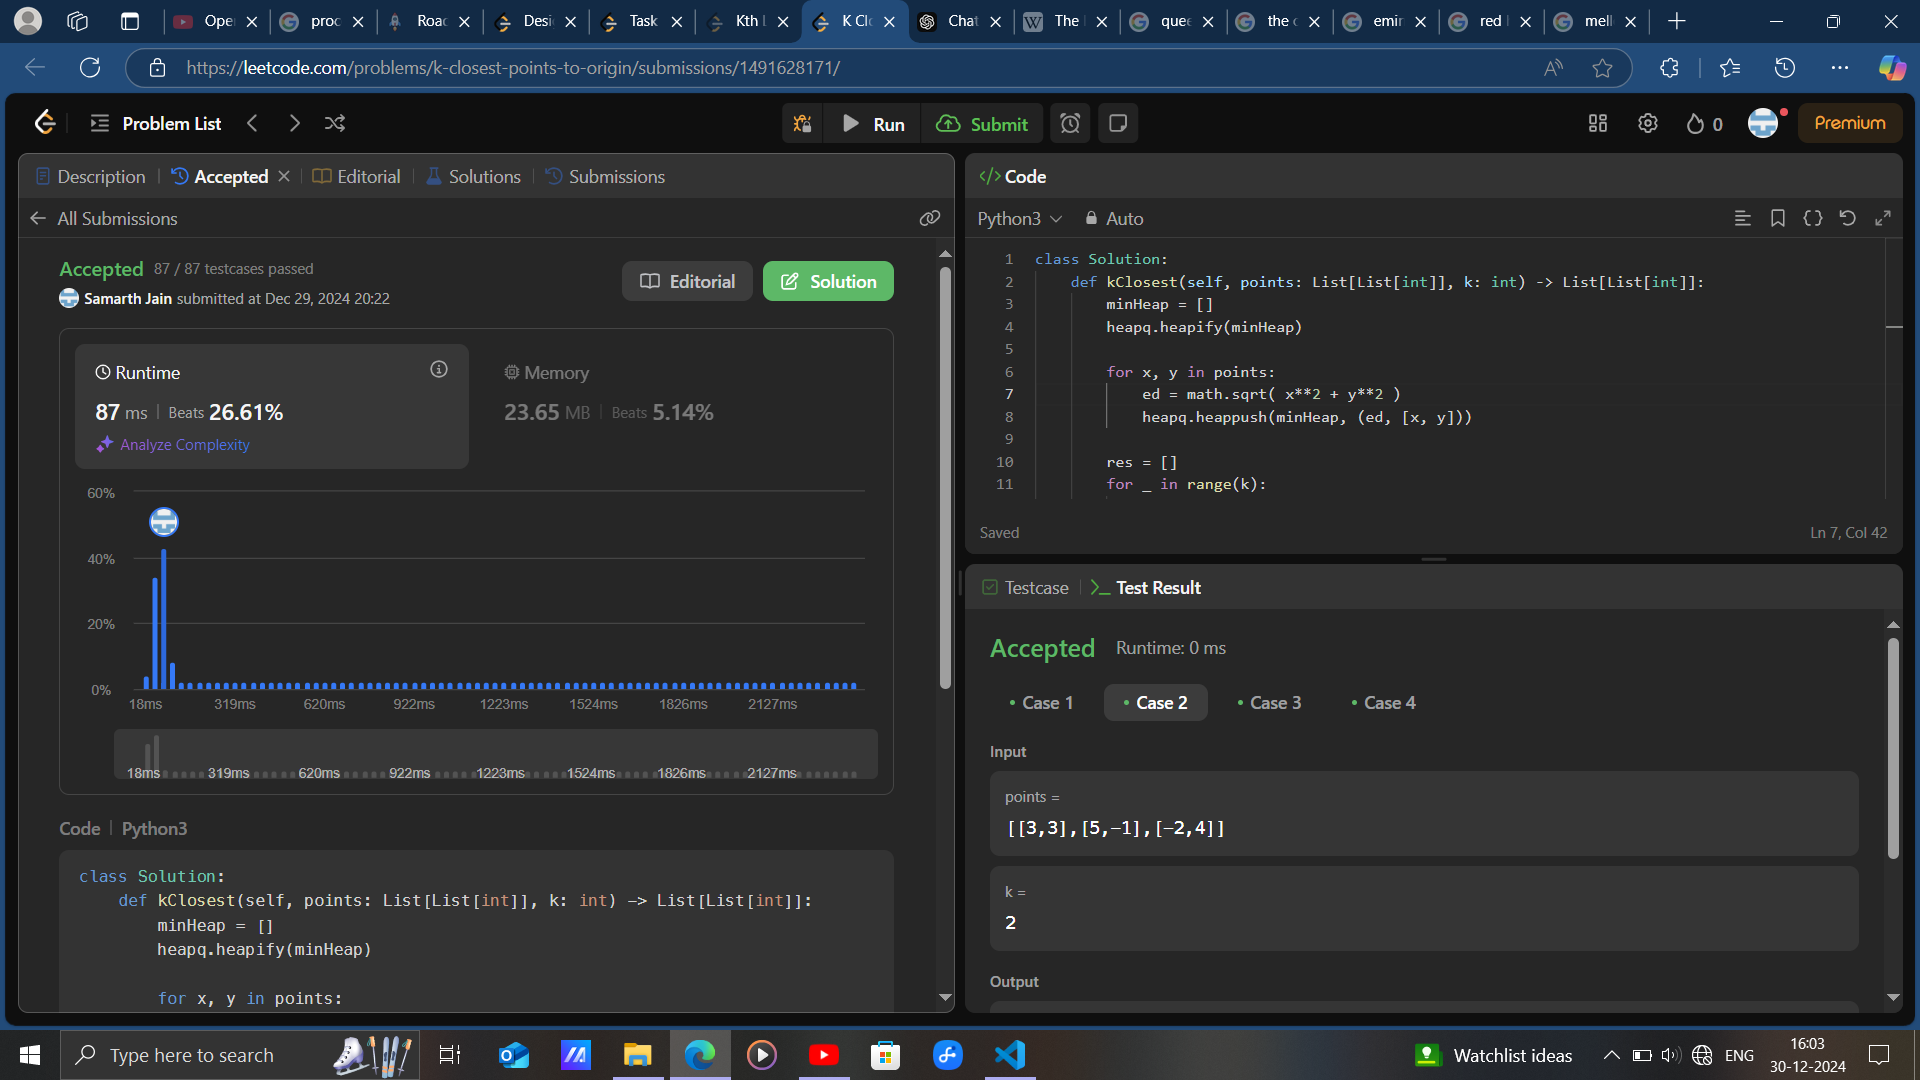 Ope
proc
Roac
Desi
Task
Kth L
K Clo
Chat
The
que
the
emi
red
mell
https://leetcode.com/problems/k-closest-points-to-origin/submissions/1491628171/
Problem List
Run
Submit
0
Premium
Description
Accepted
Editorial
Solutions
Submissions
All Submissions
Accepted 87 / 87 testcases passed
Samarth Jain submitted at Dec 29, 2024 20:22
Editorial
Solution
Runtime
87 ms | Beats 26.61%
Analyze Complexity
Memory
23.65 MB | Beats 5.14%
60%
40%
20%
0%
18ms 319ms 620ms 922ms 1223ms 1524ms 1826ms 2127ms
18ms 319ms 620ms 922ms 1223ms 1524ms 1826ms 2127ms
Code | Python3
class Solution:
def kClosest(self, points: List[List[int]], k: int) -> List[List[int]]:
minHeap = []
heapq.heapify(minHeap)
for x, y in points:
</> Code
Python3
Auto
1 class Solution:
2 def kClosest(self, points: List[List[int]], k: int) -> List[List[int]]:
3 minHeap = []
4 heapq.heapify(minHeap)
5
6 for x, y in points:
7 ed = math.sqrt( x**2 + y**2 )
8 heapq.heappush(minHeap, (ed, [x, y]))
9
10 res = []
11 for _ in range(k):
Saved
Ln 7, Col 42
Testcase
Test Result
Accepted Runtime: 0 ms
Case 1
Case 2
Case 3
Case 4
Input
points =
[[3,3],[5,-1],[-2,4]]
k =
2
Output
Type here to search
Watchlist ideas
ENG
16:03
30-12-2024